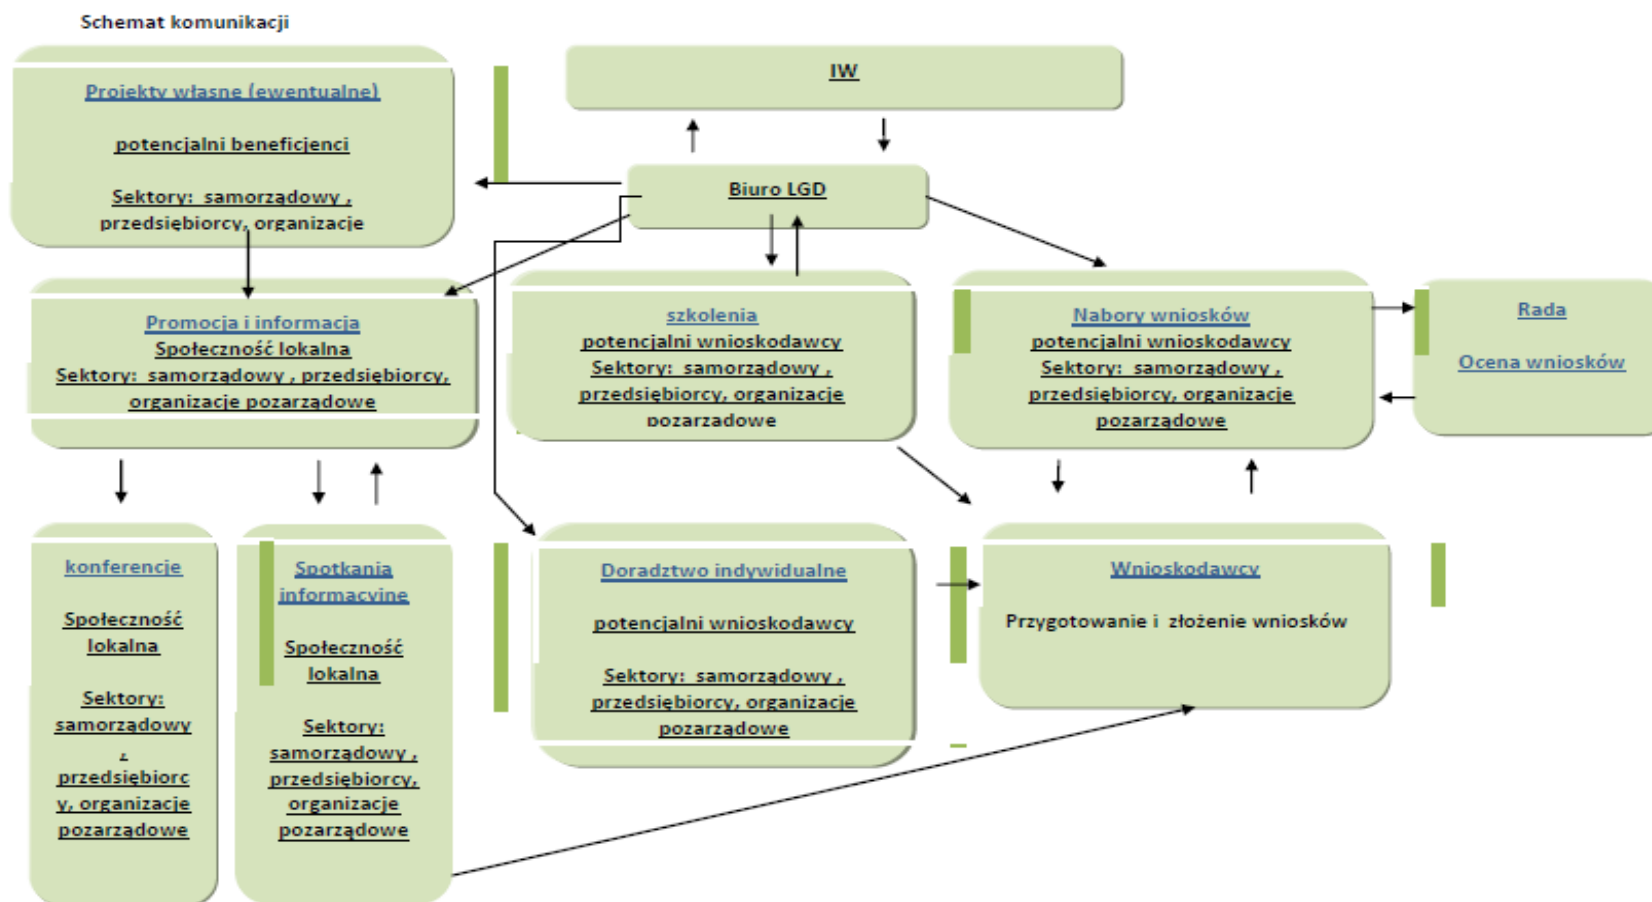 Schemat komunikacji
Projekty własne (ewentualne)
potencjalni beneficjenci
Sektory: samorządowy ,
przedsiębiorcy, organizacje
IW
Biuro LGD
Promocja i informacja
Społeczność lokalna
Sektory: samorządowy , przedsiębiorcy,
organizacje pozarządowe
szkolenia
potencjalni wnioskodawcy
Sektory: samorządowy ,
przedsiębiorcy, organizacje
pozarządowe
Nabory wniosków
potencjalni wnioskodawcy
Sektory: samorządowy ,
przedsiębiorcy, organizacje
pozarządowe
Rada
Ocena wniosków
konferencje
Społeczność
lokalna
Sektory:
samorządowy
,
przedsiębiorc
y, organizacje
pozarządowe
Spotkania
informacyjne
Społeczność
lokalna
Sektory:
samorządowy ,
przedsiębiorcy,
organizacje
pozarządowe
Doradztwo indywidualne
potencjalni wnioskodawcy
Sektory: samorządowy ,
przedsiębiorcy, organizacje
pozarządowe
Wnioskodawcy
Przygotowanie i złożenie wniosków